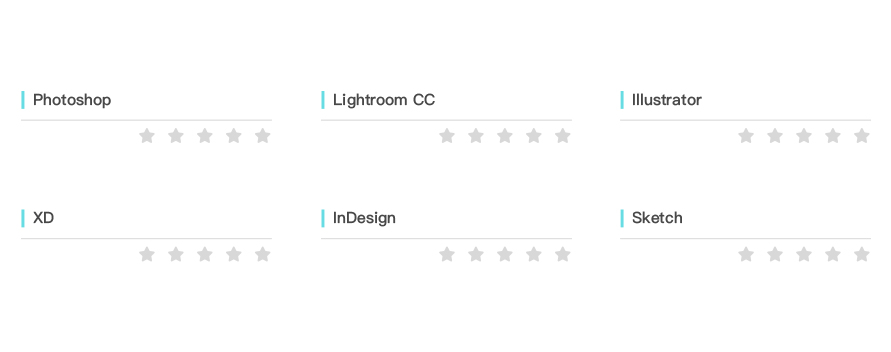 Photoshop
Lightroom CC
Illustrator
XD
InDesign
Sketch